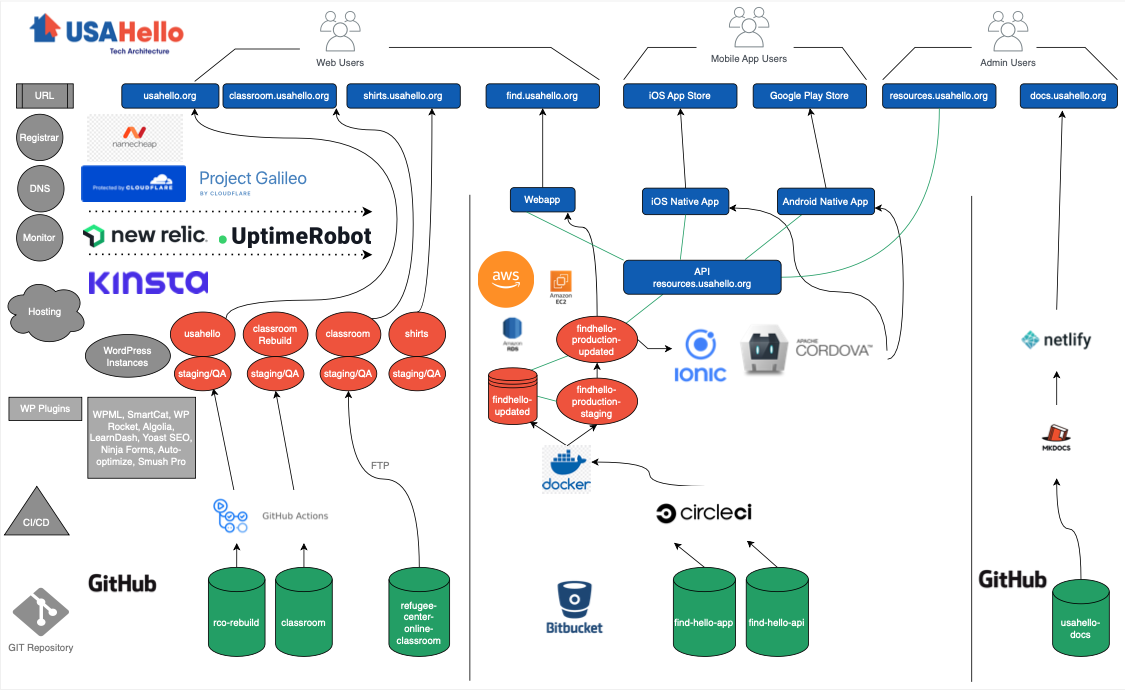 USAHello
Tech Architecture
Web Users
Mobile App Users
Admin Users
URL
usahello.org
classroom.usahello.org
shirts.usahello.org
find.usahello.org
iOS App Store
Google Play Store
resources.usahello.org
docs.usahello.org
Registrar
namecheap
DNS
Protected by CLOUDFLARE
Project Galileo
BY CLOUDFLARE
Webapp
iOS Native App
Android Native App
Monitor
new relic.
UptimeRobot
API
resources.usahello.org
Kinsta
aws
Amazon
EC2
Hosting
Amazon
RDS
WordPress
Instances
usahello
classroom
Rebuild
classroom
shirts
staging/QA
staging/QA
staging/QA
staging/QA
findhello-
production-
updated
IONIC
APACHE
CORDOVA™
netlify
findhello-
updated
findhello-
production-
staging
WP Plugins
WPML, SmartCat, WP
Rocket, Algolia,
LearnDash, Yoast SEO,
Ninja Forms, Auto-
optimize, Smush Pro
MKDOCS
FTP
docker
CI/CD
GitHub Actions
circleci
GitHub
rco-rebuild
classroom
refugee-
center-
online-
classroom
Bitbucket
find-hello-app
find-hello-api
GitHub
usahello-
docs
GIT Repository